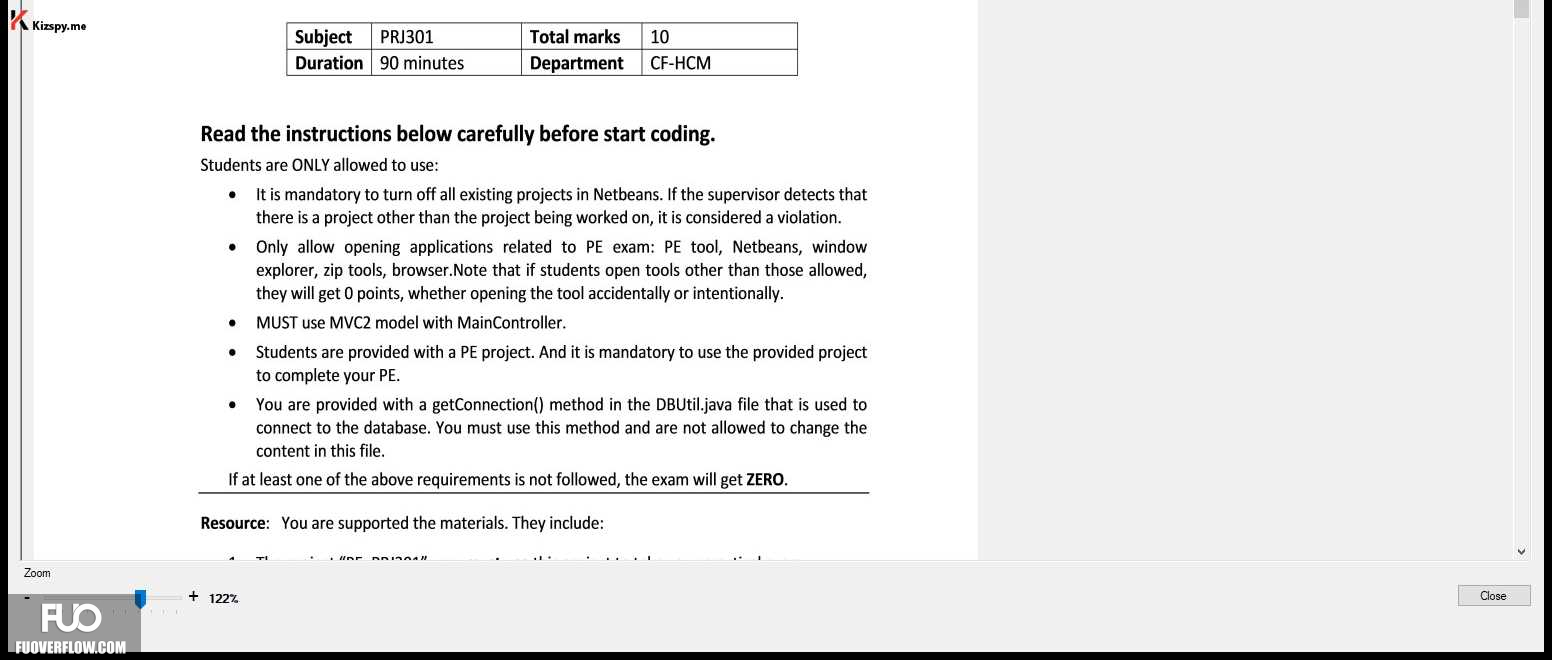 Kizspy.me
Subject PRJ301 Total marks 10
Duration 90 minutes Department CF-HCM
Read the instructions below carefully before start coding.
Students are ONLY allowed to use:
• It is mandatory to turn off all existing projects in Netbeans. If the supervisor detects that
there is a project other than the project being worked on, it is considered a violation.
• Only allow opening applications related to PE exam: PE tool, Netbeans, window
explorer, zip tools, browser.Note that if students open tools other than those allowed,
they will get 0 points, whether opening the tool accidentally or intentionally.
• MUST use MVC2 model with MainController.
• Students are provided with a PE project. And it is mandatory to use the provided project
to complete your PE.
• You are provided with a getConnection() method in the DBUtil.java file that is used to
connect to the database. You must use this method and are not allowed to change the
content in this file.
If at least one of the above requirements is not followed, the exam will get ZERO.
Resource: You are supported the materials. They include:
Zoom
- + 122%
Close
FUO
FUOVERFLOW.COM